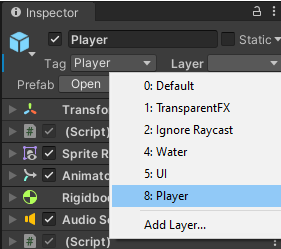 Inspector
Player
Static
Tag Player Layer
Prefab Open
0: Default
1: TransparentFX
2: Ignore Raycast
4: Water
5: UI
8: Player
Add Layer...
Transfo
(Script)
Sprite R
Animato
Rigidbo
Audio So
(Script)